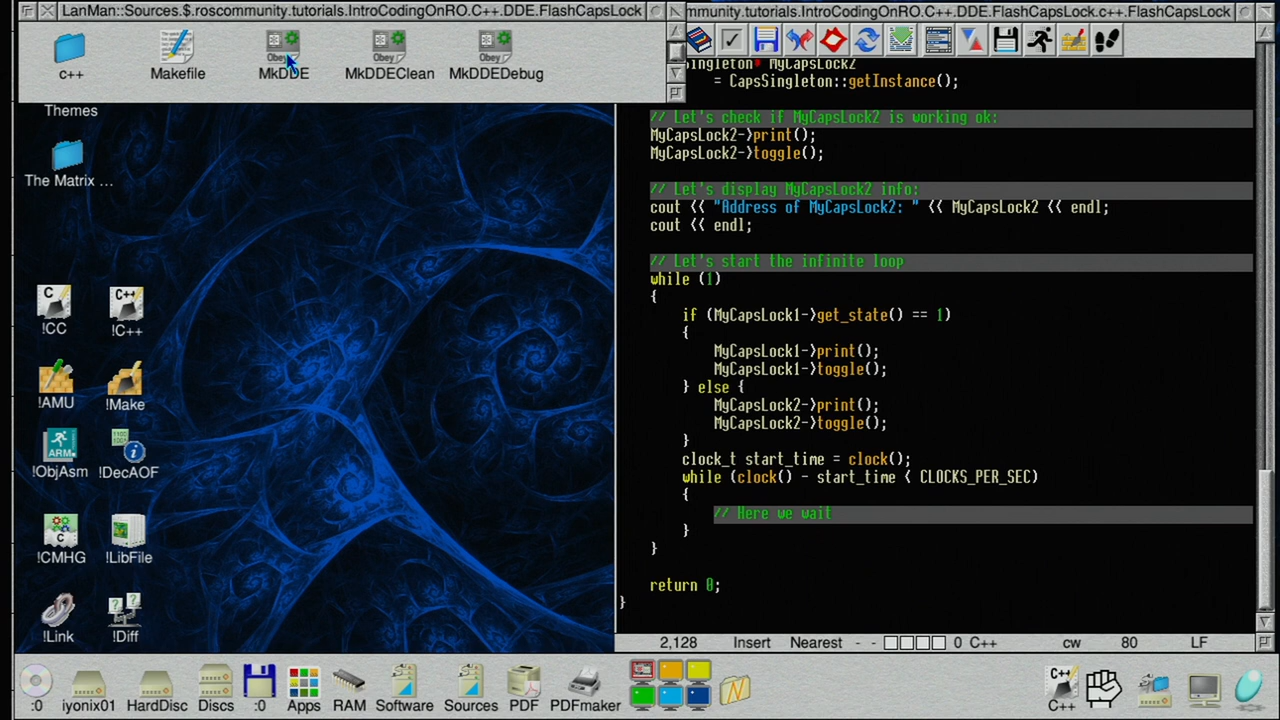 LanMan::Sources.$.roscommunity.tutorials.IntroCodingOnRO.C++.DDE.FlashCapsLock
mmunity.tutorials.IntroCodingOnRO.C++.DDE.FlashCapsLock.c++.FlashCapsLock
c++
Makefile
MkDDE
MkDDEClean
MkDDEDebug
Obey
Obey
Obey
Themes
The Matrix ...
!CC
!C++
!AMU
!Make
!ObjAsm
!DecAOF
!CMHG
!LibFile
!Link
!Diff
Singleton* MyCapsLock2
= CapsSingleton::getInstance();
// Let's check if MyCapsLock2 is working ok:
MyCapsLock2->print();
MyCapsLock2->toggle();
// Let's display MyCapsLock2 info:
cout << "Address of MyCapsLock2: " << MyCapsLock2 << endl;
cout << endl;
// Let's start the infinite loop
while (1)
{
if (MyCapsLock1->get_state() == 1)
{
MyCapsLock1->print();
MyCapsLock1->toggle();
} else {
MyCapsLock2->print();
MyCapsLock2->toggle();
}
clock_t start_time = clock();
while (clock() - start_time < CLOCKS_PER_SEC)
{
// Here we wait
}
}
return 0;
}
2,128 Insert Nearest - - 0 C++ cw 80 LF
:0
iyonix01
HardDisc
Discs
:0
Apps
RAM
Software
Sources
PDF
PDFmaker
C++